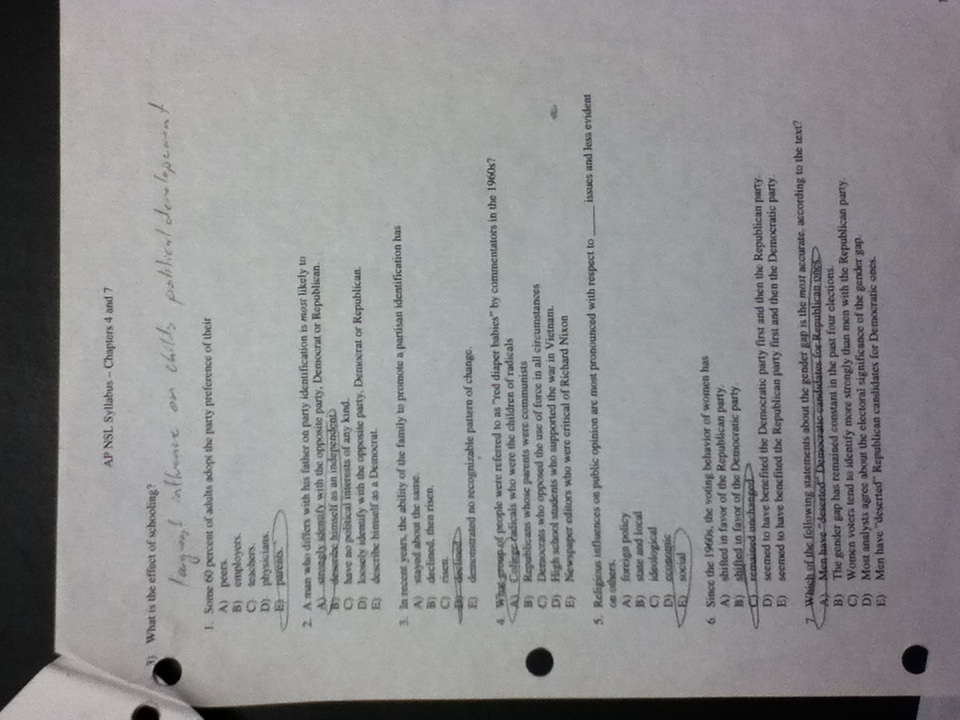 AP NSL Syllabus – Chapters 4 and 7
3) What is the effect of schooling?
largest influence on childs political development
1. Some 60 percent of adults adopt the party preference of their
A) peers.
B) employers.
C) teachers.
D) physicians.
E) parents.
2. A man who differs with his father on party identification is most likely to
A) strongly identify with the opposite party, Democrat or Republican.
B) describe himself as an independent.
C) have no political interests of any kind.
D) loosely identify with the opposite party, Democrat or Republican.
E) describe himself as a Democrat.
3. In recent years, the ability of the family to promote a partisan identification has
A) stayed about the same.
B) declined, then risen.
C) risen.
D) declined.
E) demonstrated no recognizable pattern of change.
4. What group of people were referred to as "red diaper babies" by commentators in the 1960s?
A) College radicals who were the children of radicals
B) Republicans whose parents were communists
C) Democrats who opposed the use of force in all circumstances
D) High school students who supported the war in Vietnam.
E) Newspaper editors who were critical of Richard Nixon
5. Religious influences on public opinion are most pronounced with respect to _____ issues and less evident
on others.
A) foreign policy
B) state and local
C) ideological
D) economic
E) social
6. Since the 1960s, the voting behavior of women has
A) shifted in favor of the Republican party.
B) shifted in favor of the Democratic party.
C) remained unchanged.
D) seemed to have benefited the Democratic party first and then the Republican party.
E) seemed to have benefited the Republican party first and then the Democratic party.
7. Which of the following statements about the gender gap is the most accurate, according to the text?
A) Men have "deserted" Democratic candidates for Republican ones.
B) The gender gap has remained constant in the past four elections.
C) Women voters tend to identify more strongly than men with the Republican party.
D) Most analysts agree about the electoral significance of the gender gap.
E) Men have "deserted" Republican candidates for Democratic ones.